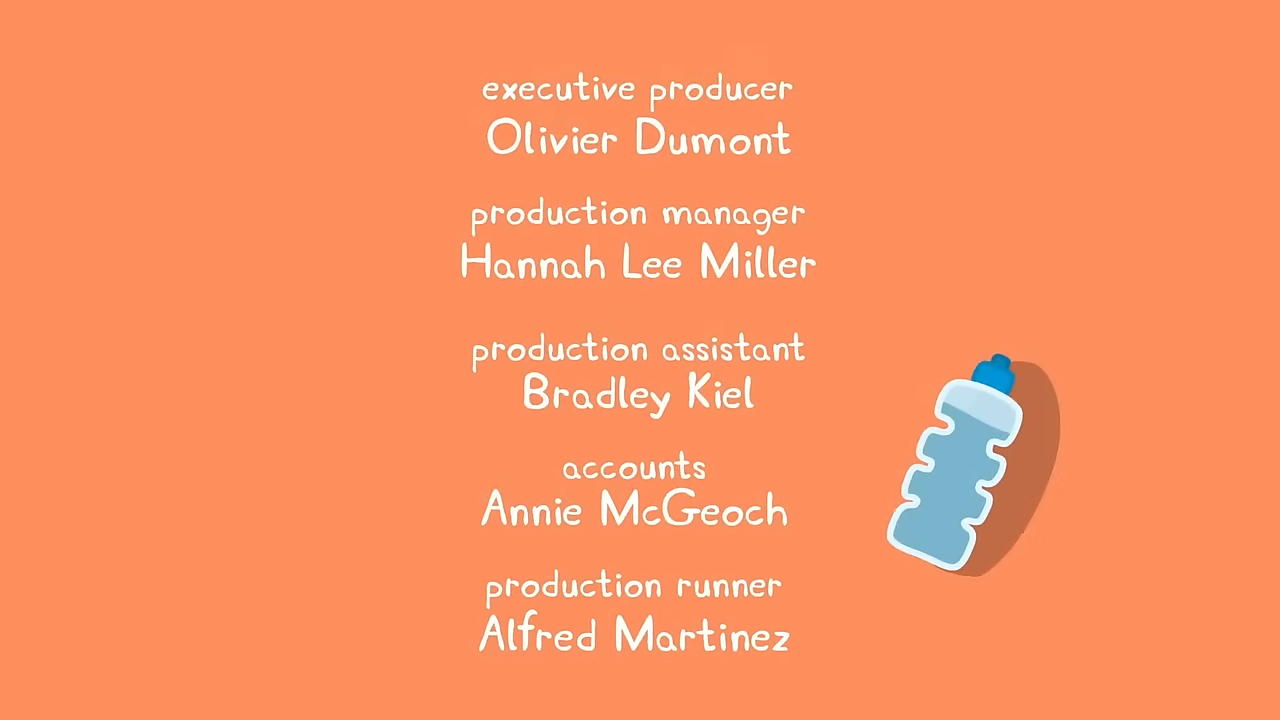 executive producer
Olivier Dumont
production manager
Hannah Lee Miller
production assistant
Bradley Kiel
accounts
Annie McGeoch
production runner
Alfred Martinez